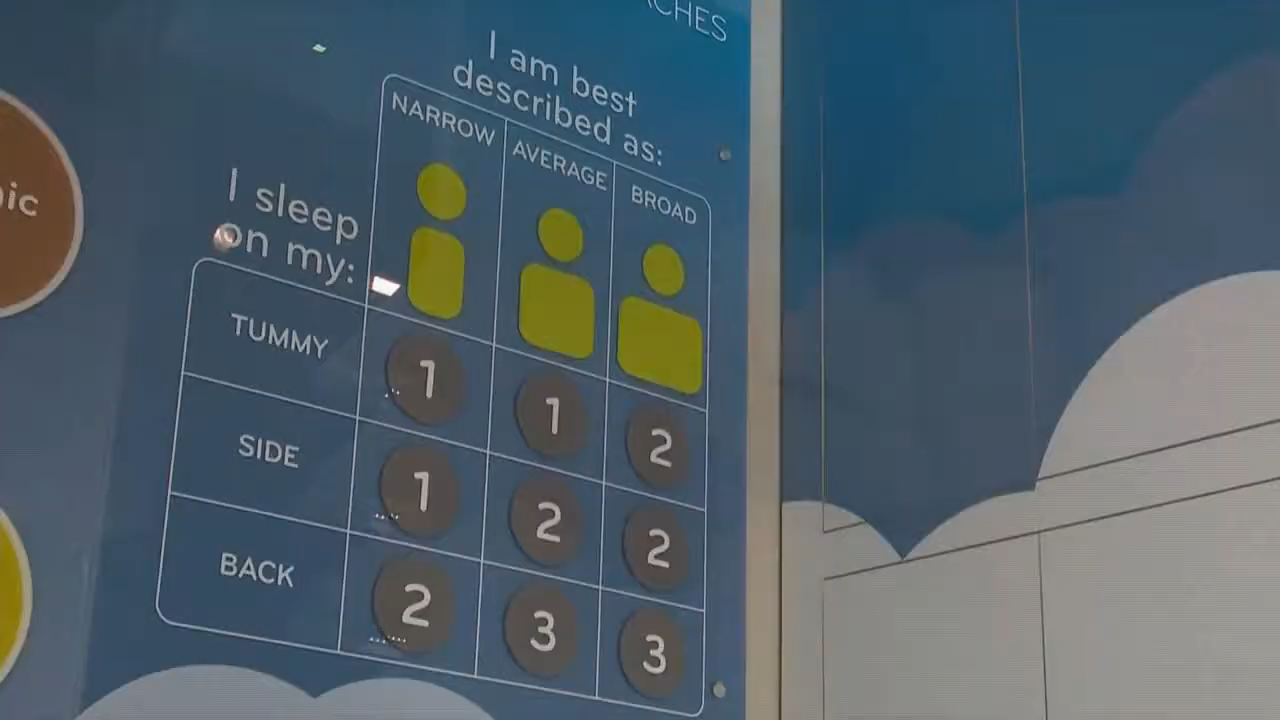 I am best
described as:
NARROW AVERAGE BROAD
I sleep
on my:
TUMMY 1 1 2
SIDE 1 2 2
BACK 2 3 3